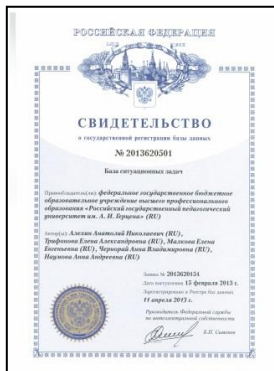 РОССИЙСКАЯ ФЕДЕРАЦИЯ
СВИДЕТЕЛЬСТВО
о государственной регистрации базы данных
№ 2013620501
База ситуационных задач
Правообладатель(ли): федеральное государственное бюджетное
образовательное учреждение высшего профессионального
образования «Российский государственный педагогический
университет им. А. И. Герцена» (RU)
Автор(ы): Алехин Анатолий Николаевич (RU),
Трифонова Елена Александровна (RU), Малкова Елена
Евгеньевна (RU), Чернорай Анна Владимировна (RU),
Наумова Анна Андреевна (RU)
Заявка № 2013620154
Дата поступления 15 февраля 2013 г.
Зарегистрировано в Реестре баз данных
11 апреля 2013 г.
Руководитель Федеральной службы
по интеллектуальной собственности
Б.П. Симонов